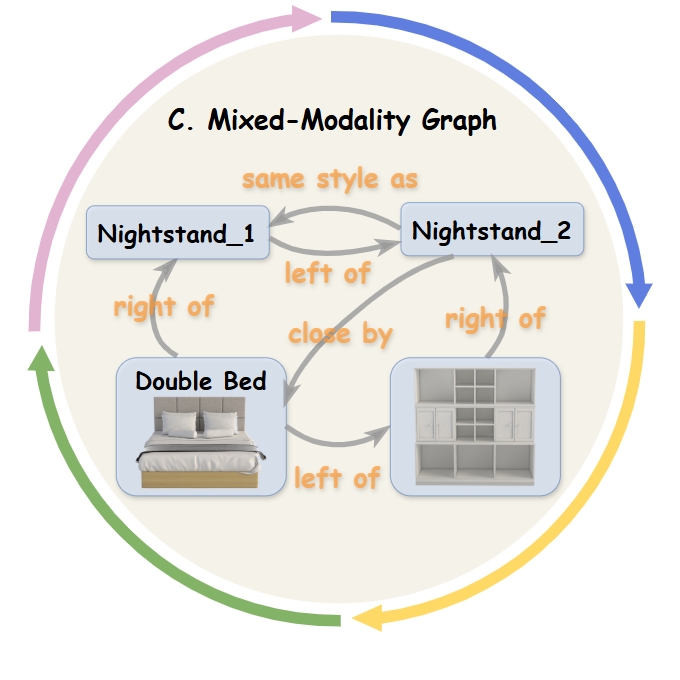 C. Mixed-Modality Graph
same style as
Nightstand_1
Nightstand_2
left of
right of
close by
right of
Double Bed
left of